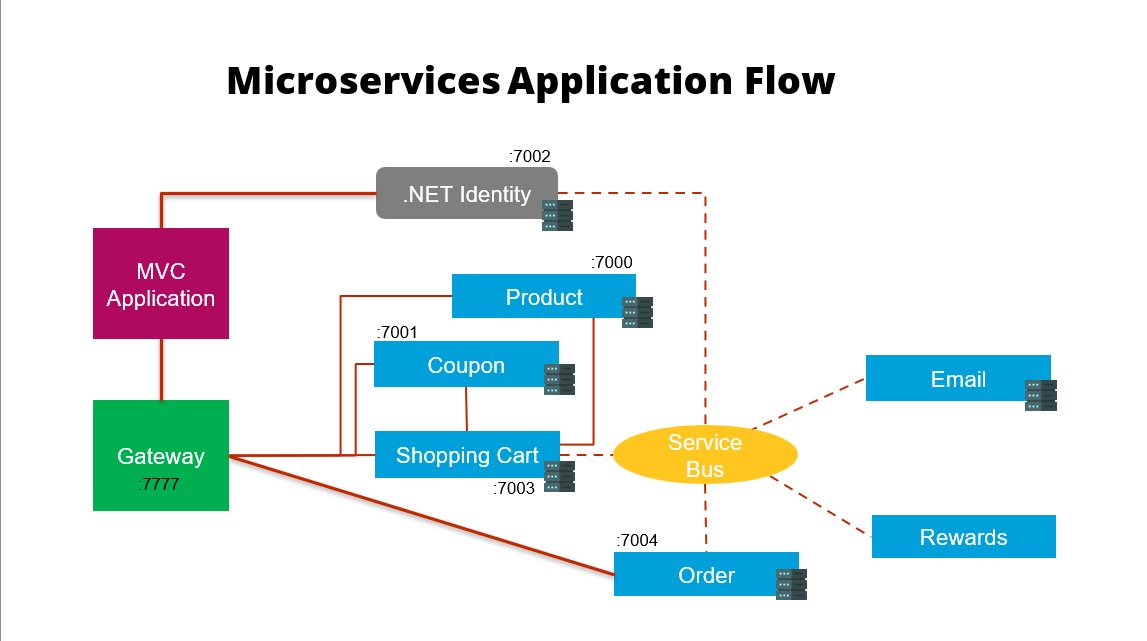 Microservices Application Flow
:7002
.NET Identity
MVC
Application
:7000
Product
:7001
Coupon
Email
Gateway
:7777
Shopping Cart
:7003
Service
Bus
Rewards
:7004
Order